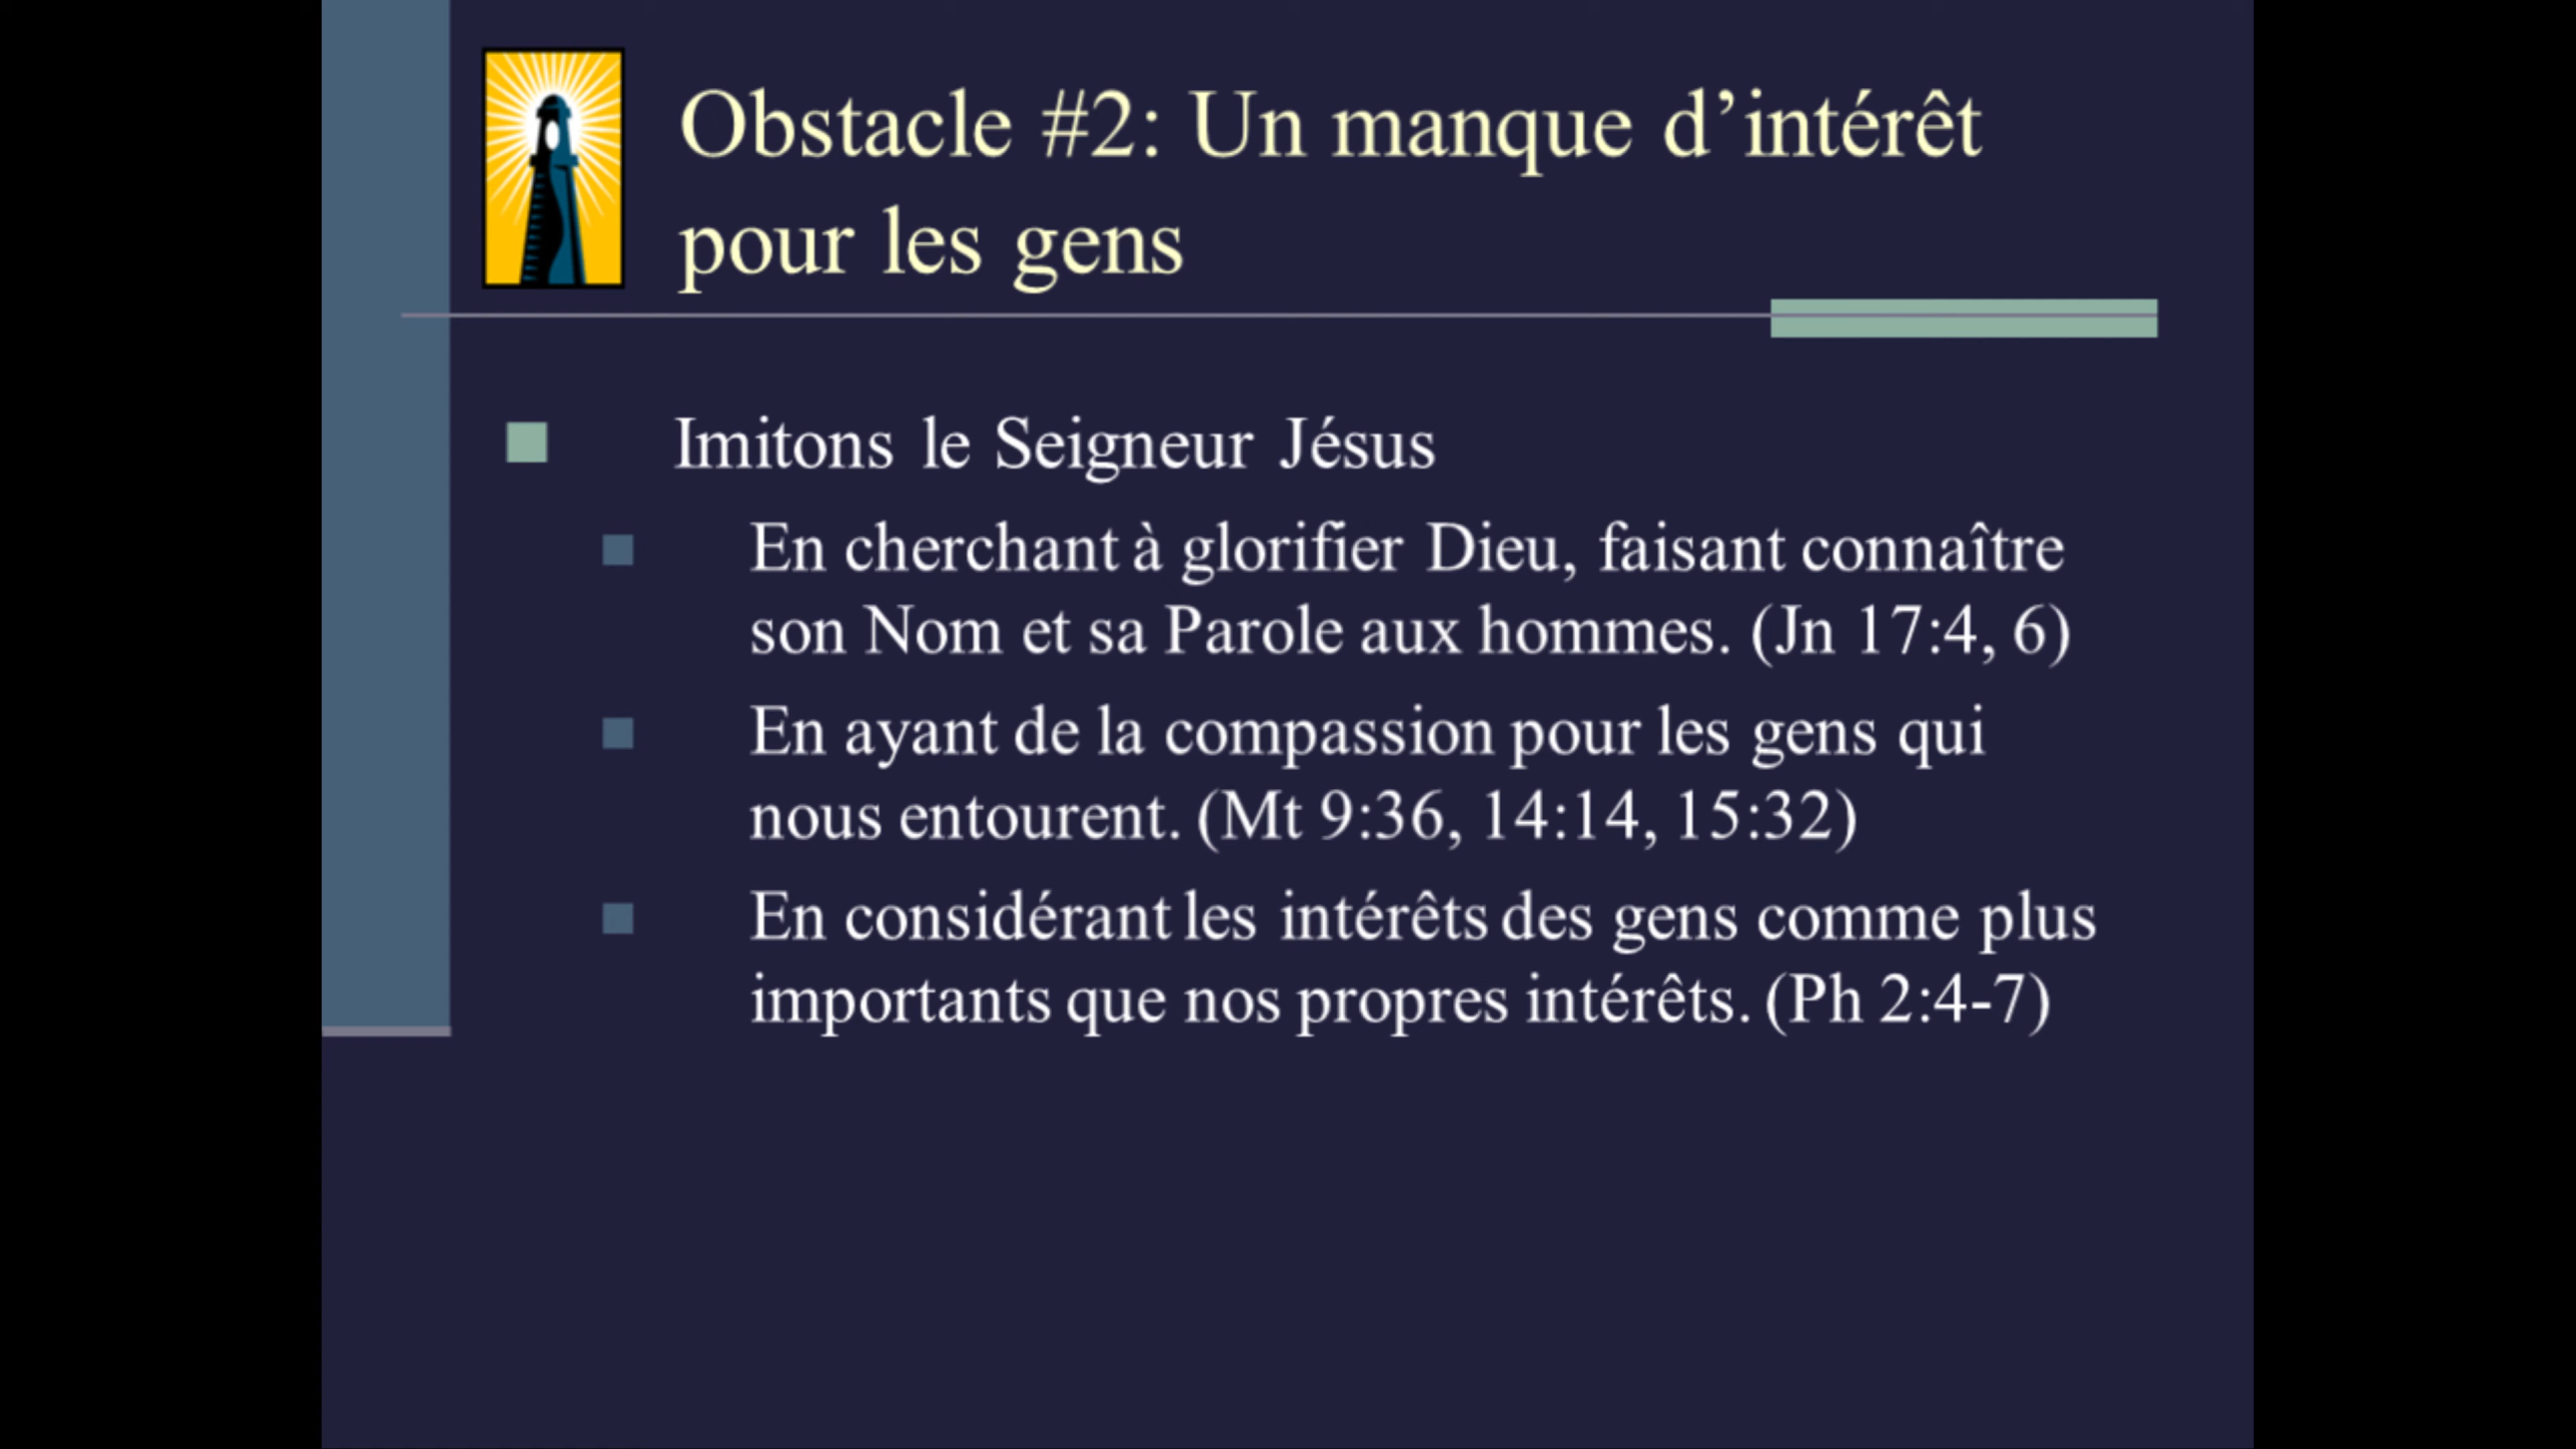 Obstacle #2: Un manque d’intérêt
pour les gens
Imitons le Seigneur Jésus
En cherchant à glorifier Dieu, faisant connaître
son Nom et sa Parole aux hommes. (Jn 17:4, 6)
En ayant de la compassion pour les gens qui
nous entourent. (Mt 9:36, 14:14, 15:32)
En considérant les intérêts des gens comme plus
importants que nos propres intérêts. (Ph 2:4-7)